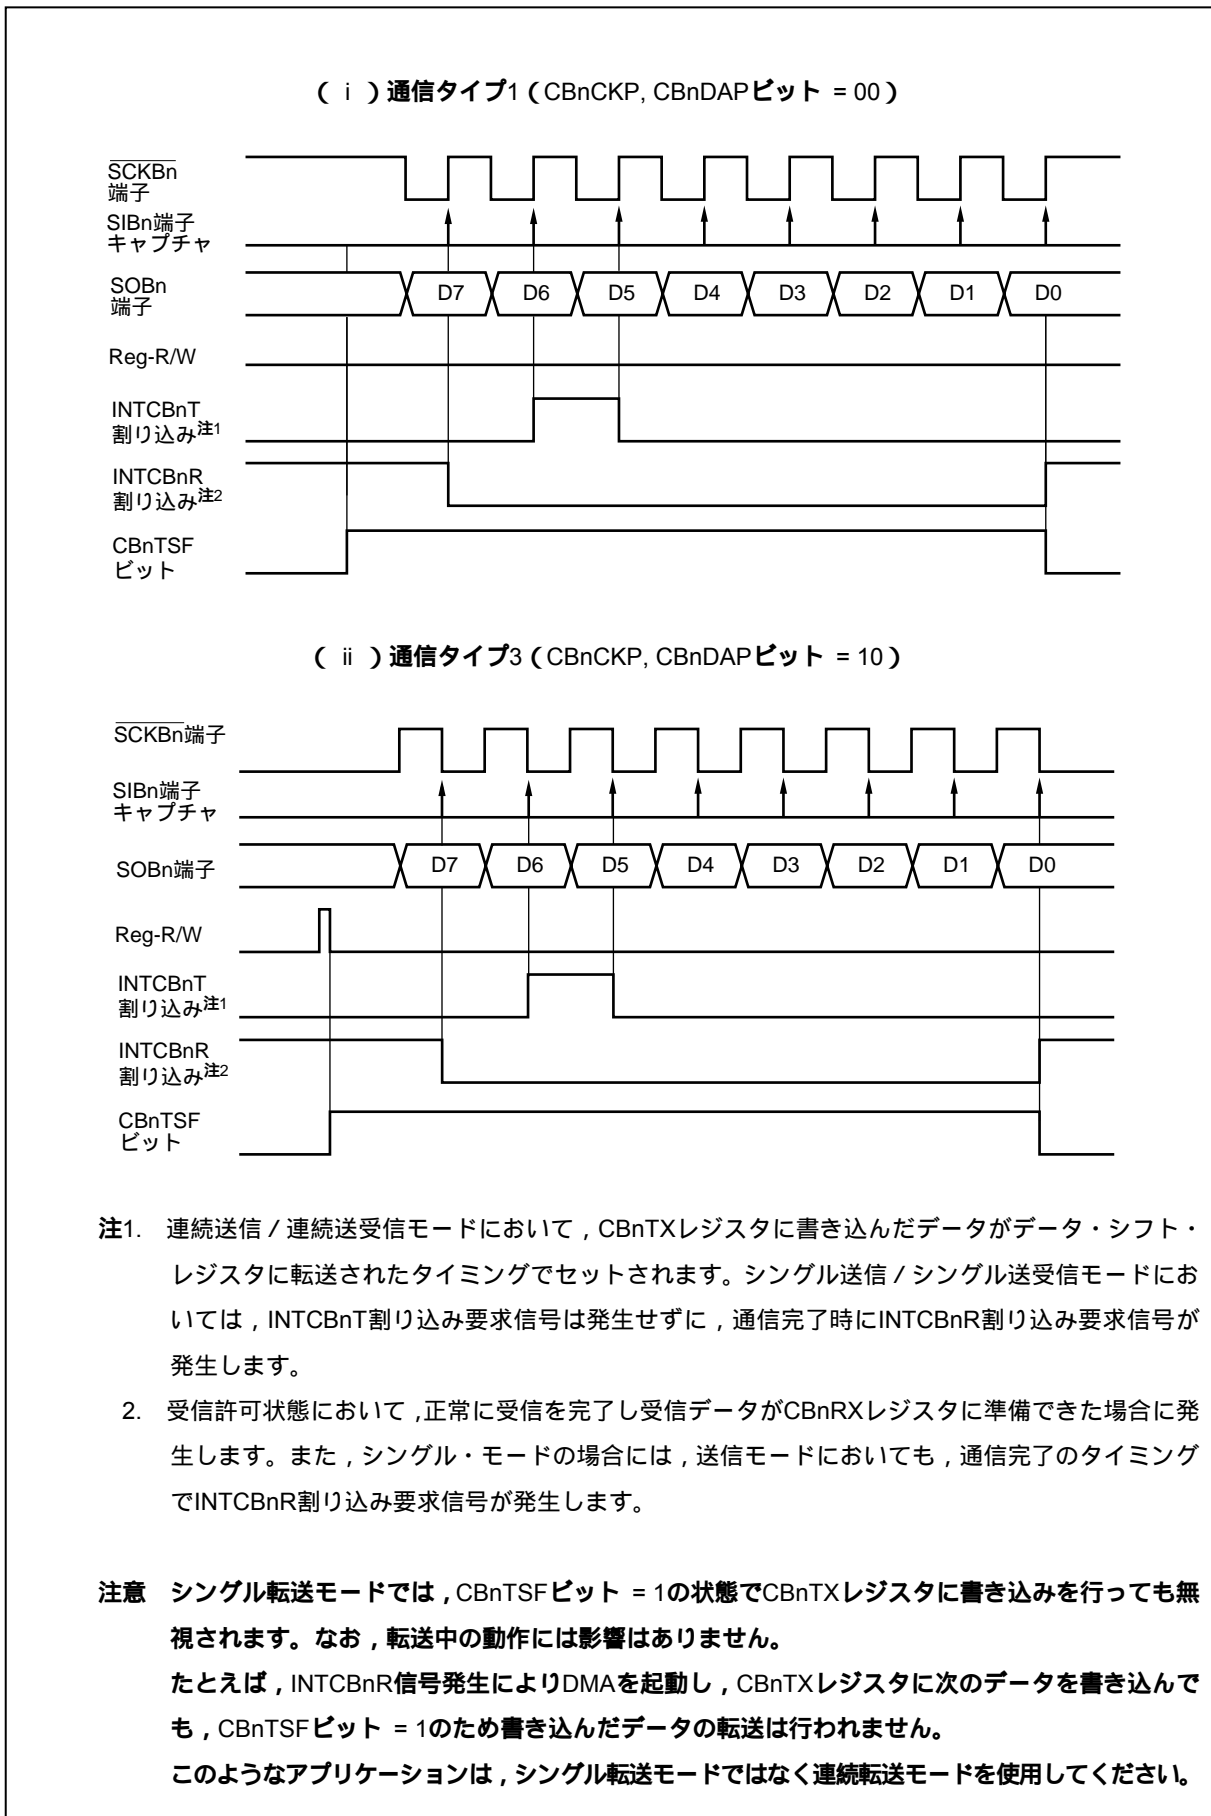 ( i )通信タイプ1(CBnCKP, CBnDAPビット = 00)
SCKBn
端子
SIBn端子
キャプチャ
SOBn
端子
D7 D6 D5 D4 D3 D2 D1 D0
Reg-R/W
INTCBnT
割り込み注1
INTCBnR
割り込み注2
CBnTSF
ビット
( ii )通信タイプ3(CBnCKP, CBnDAPビット = 10)
SCKBn端子
SIBn端子
キャプチャ
SOBn端子
D7 D6 D5 D4 D3 D2 D1 D0
Reg-R/W
INTCBnT
割り込み注1
INTCBnR
割り込み注2
CBnTSF
ビット
注1. 連続送信/連続送受信モードにおいて,CBnTXレジスタに書き込んだデータがデータ・シフト・
レジスタに転送されたタイミングでセットされます。シングル送信/シングル送受信モードにお
いては,INTCBnT割り込み要求信号は発生せずに,通信完了時にINTCBnR割り込み要求信号が
発生します。
2. 受信許可状態において,正常に受信を完了し受信データがCBnRXレジスタに準備できた場合に発
生します。また,シングル・モードの場合には,送信モードにおいても,通信完了のタイミング
でINTCBnR割り込み要求信号が発生します。
注意 シングル転送モードでは,CBnTSFビット = 1の状態でCBnTXレジスタに書き込みを行っても無
視されます。なお,転送中の動作には影響はありません。
たとえば,INTCBnR信号発生によりDMAを起動し,CBnTXレジスタに次のデータを書き込んで
も,CBnTSFビット = 1のため書き込んだデータの転送は行われません。
このようなアプリケーションは,シングル転送モードではなく連続転送モードを使用してください。